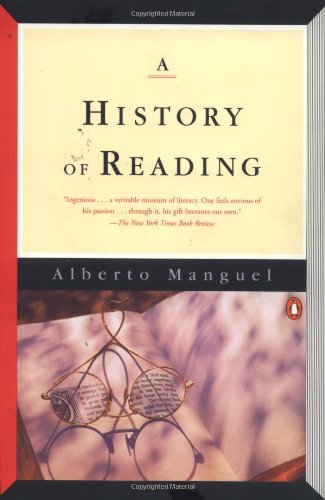 A
HISTORY
OF READING
"Ingenious . . . a veritable museum of literacy. One feels envious of
his passion . . . through it, his gift becomes our own."
—The New York Times Book Review
Alberto Manguel